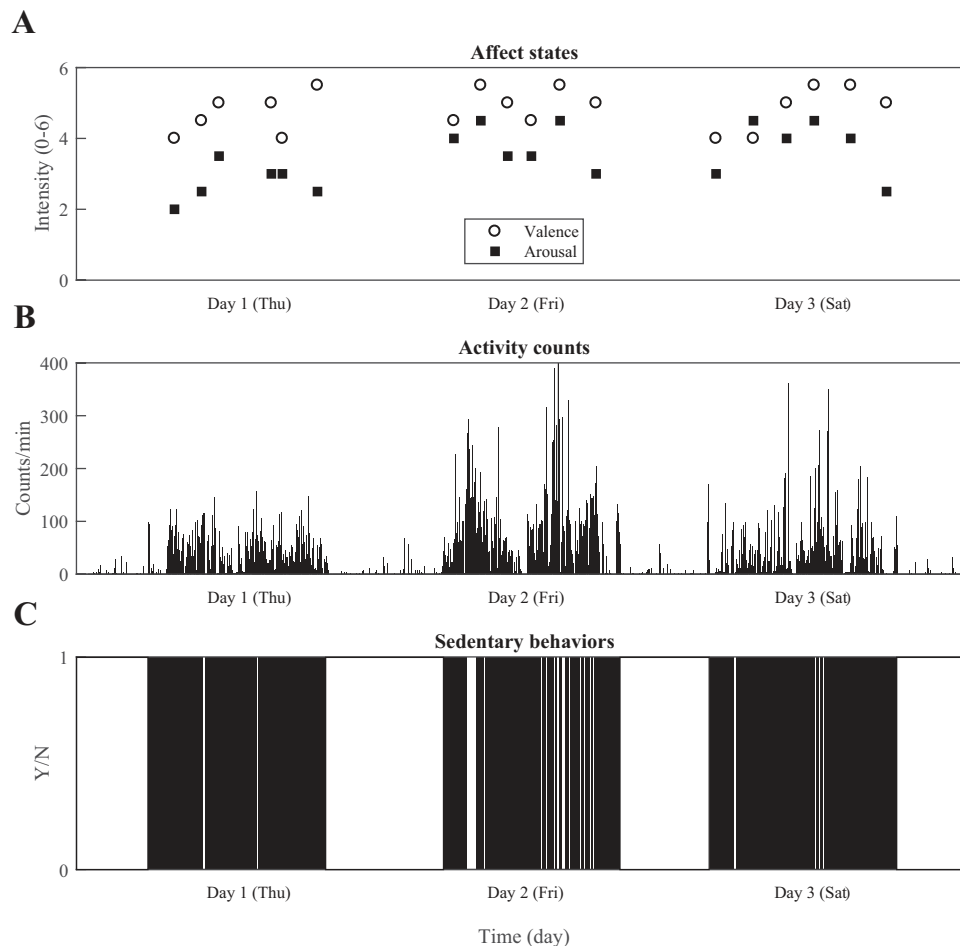 A
Affect states
6
4
2
0
Intensity (0-6)
Valence
Arousal
Day 1 (Thu)
Day 2 (Fri)
Day 3 (Sat)
B
Activity counts
400
300
200
100
0
Counts/min
Day 1 (Thu)
Day 2 (Fri)
Day 3 (Sat)
C
Sedentary behaviors
1
0
Y/N
Day 1 (Thu)
Day 2 (Fri)
Day 3 (Sat)
Time (day)